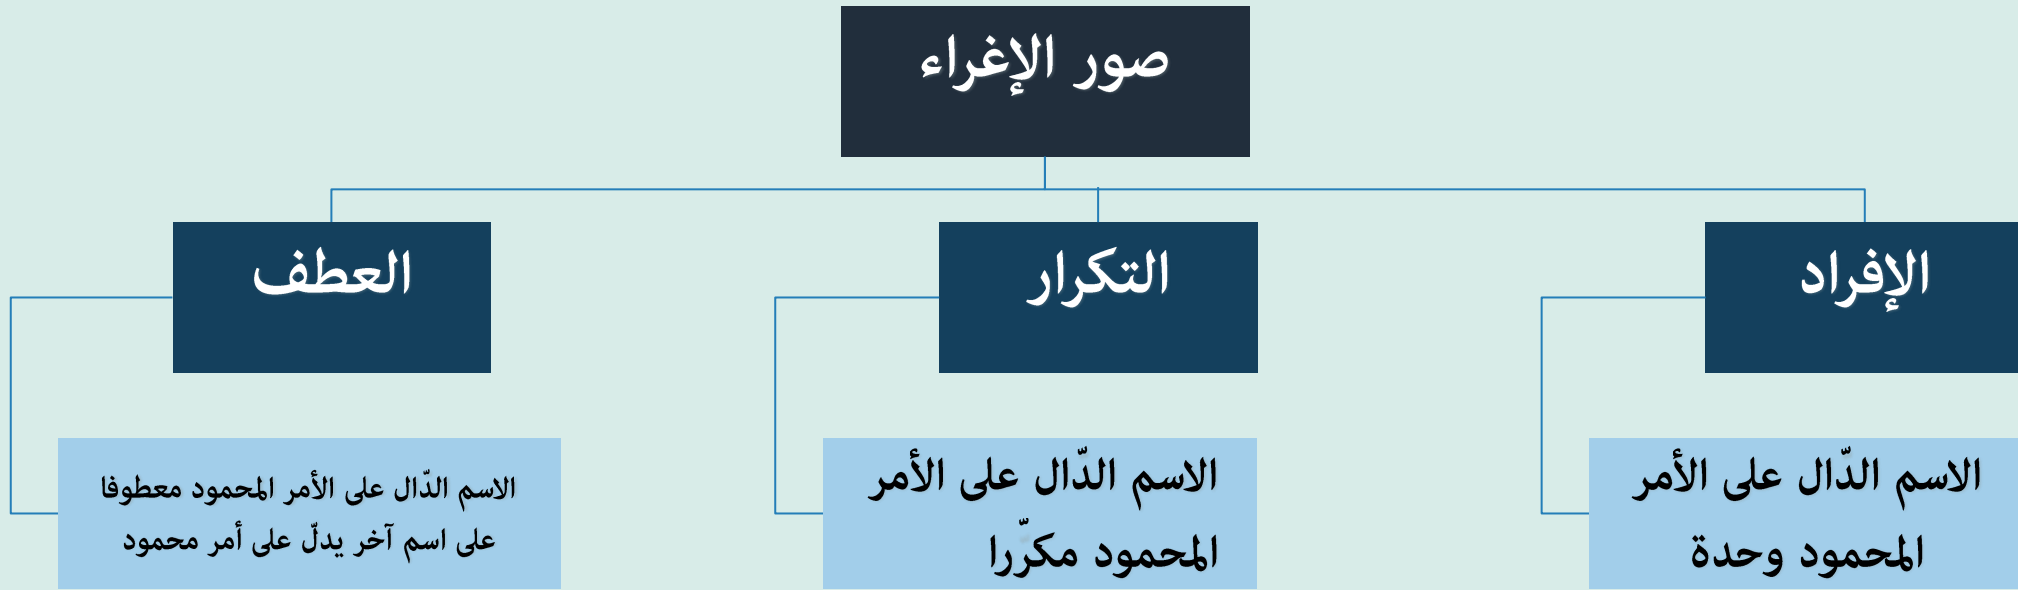 صور الإغراء
الإفراد
الاسم الدّال على الأمر
المحمود وحدة
التكرار
الاسم الدّال على الأمر
المحمود مكرّرا
العطف
الاسم الدّال على الأمر المحمود معطوفا
على اسم آخر يدلّ على أمر محمود